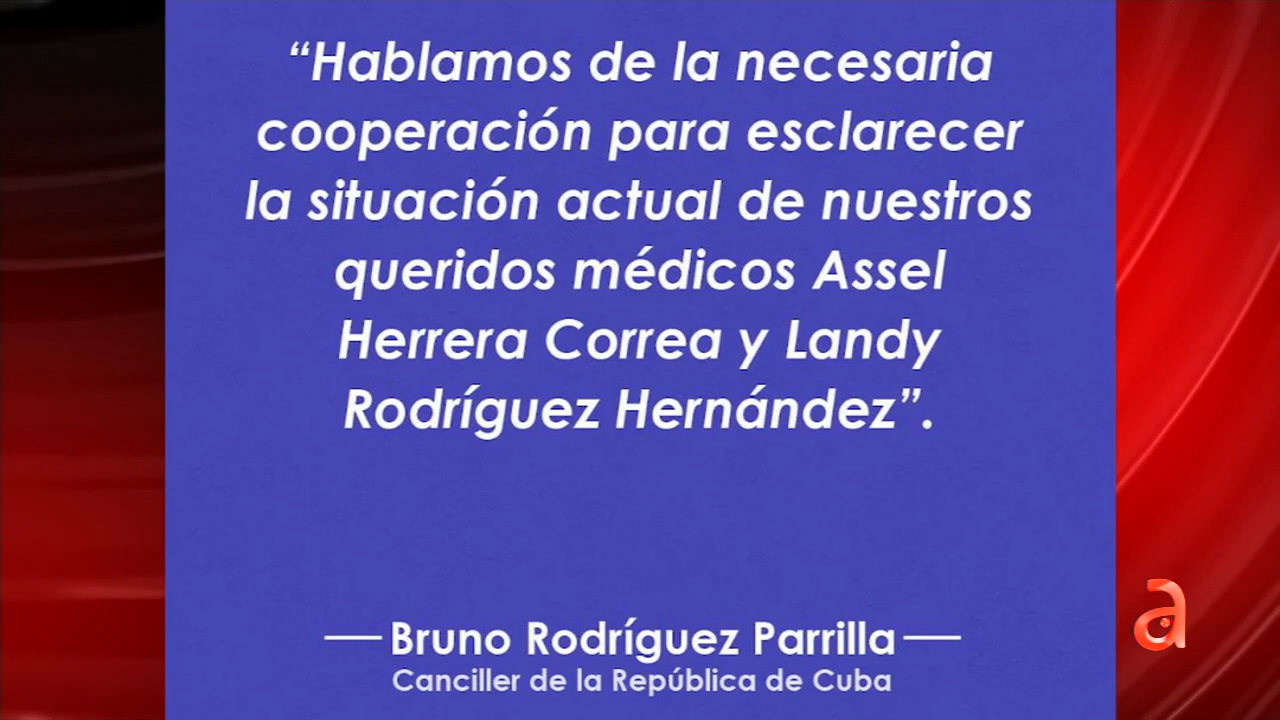 “Hablamos de la necesaria
cooperación para esclarecer
la situación actual de nuestros
queridos médicos Assel
Herrera Correa y Landy
Rodríguez Hernández”.
Bruno Rodríguez Parrilla
Canciller de la República de Cuba
a